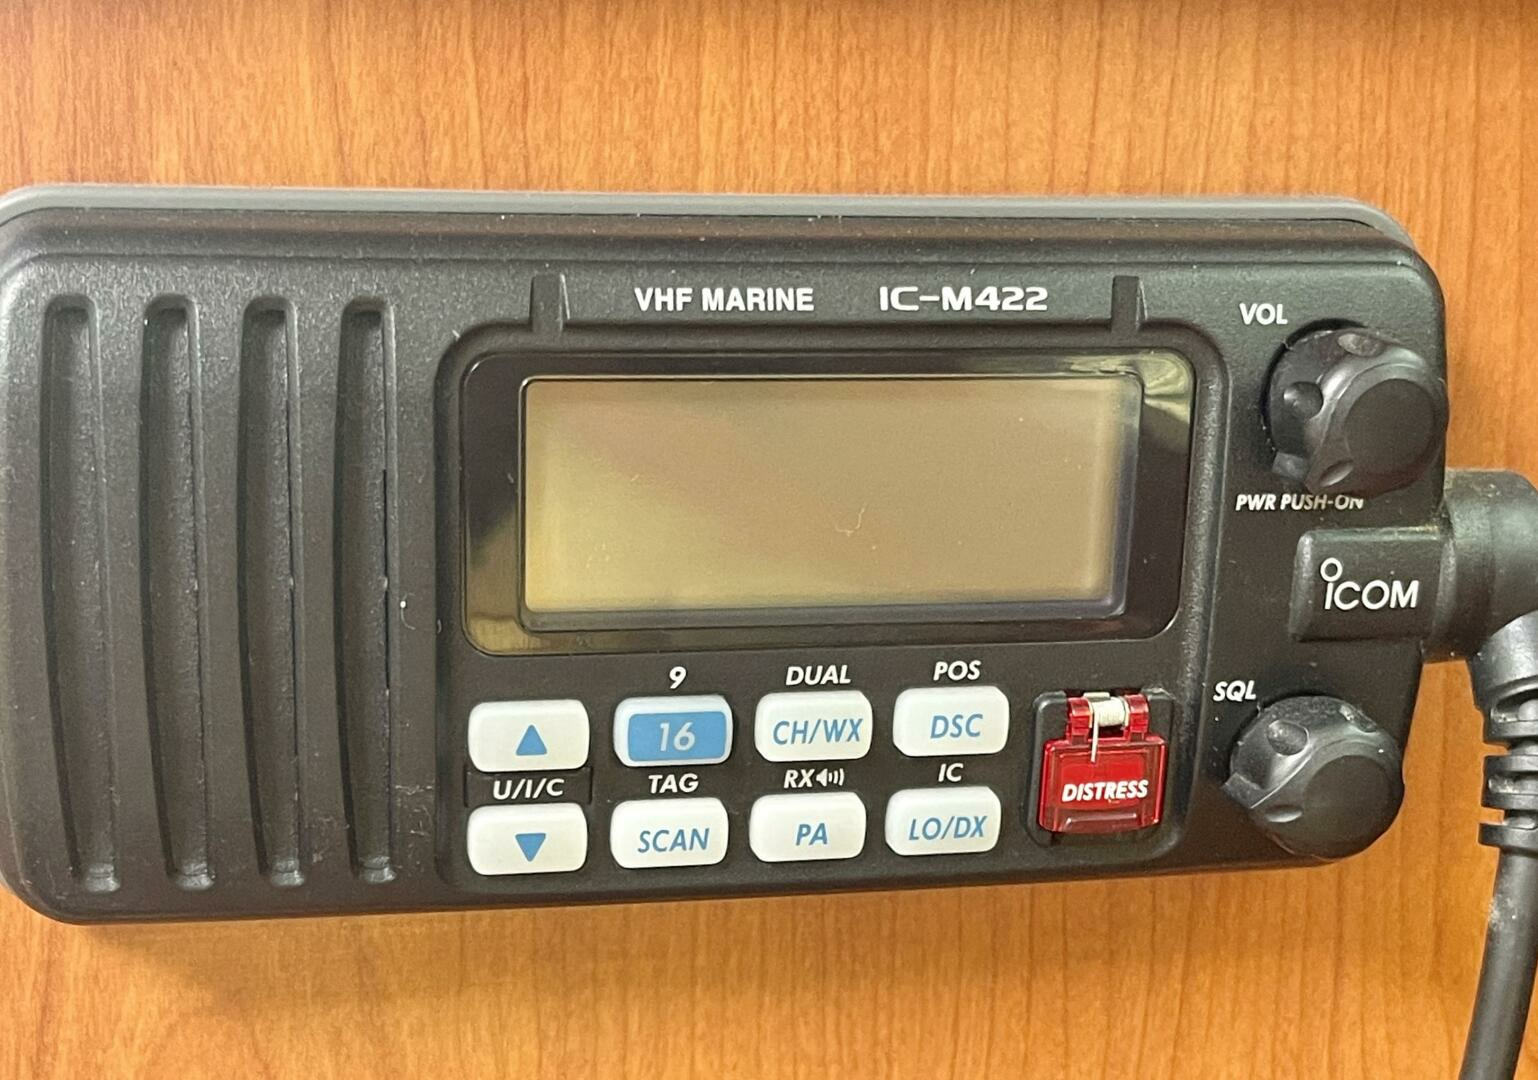 VHF MARINE IC-M422
VOL
PWR PUSH-ON
ICOM
9 DUAL POS
16 CH/WX DSC
SQL
U/I/C TAG RX IC
DISTRESS
SCAN PA LO/DX